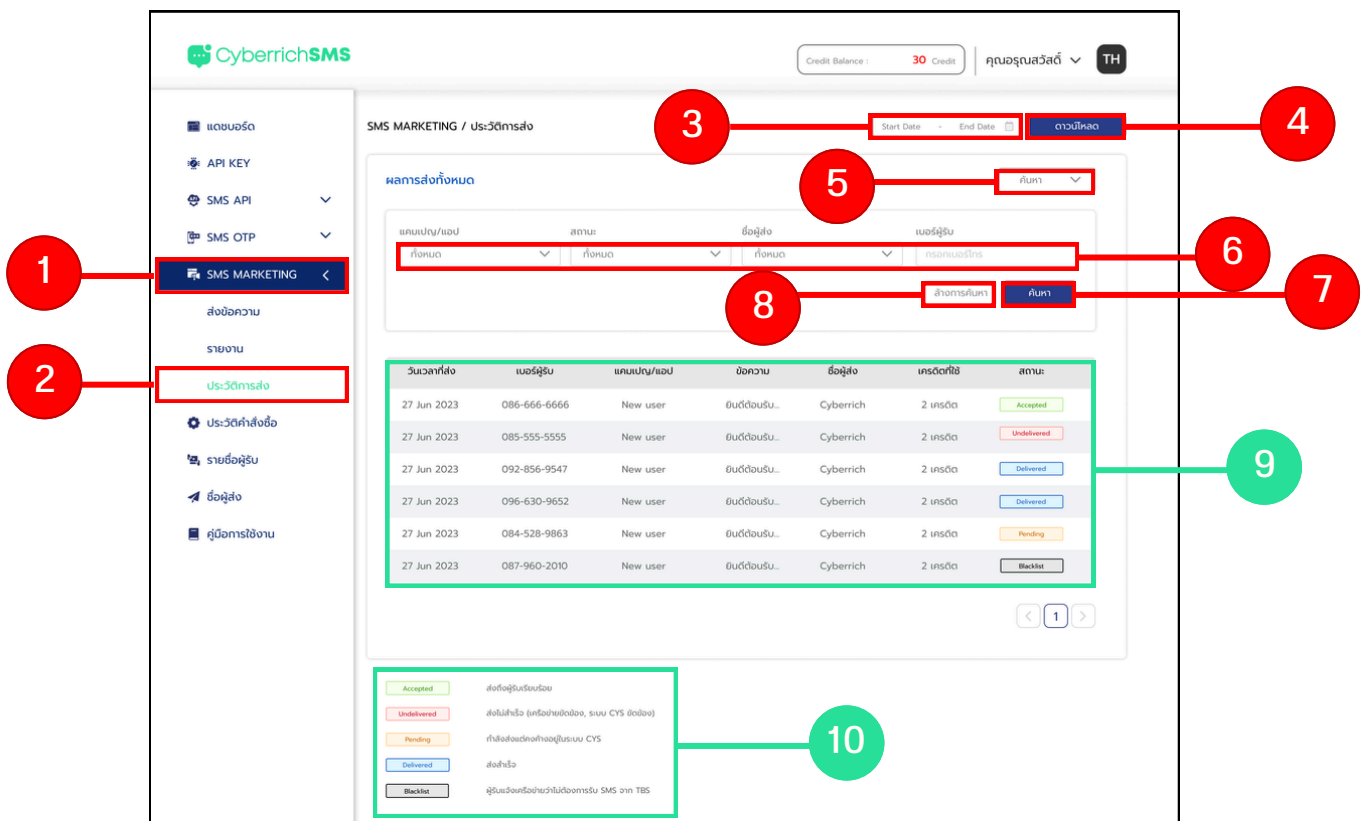 CyberrichSMS
Credit Balance : 30 Credit
คุณอรุณสวัสดิ์
TH
แดชบอร์ด
API KEY
SMS API
SMS OTP
SMS MARKETING
ส่งข้อความ
รายงาน
ประวัติการส่ง
ประวัติคำสั่งซื้อ
รายชื่อผู้รับ
ชื่อผู้ส่ง
คู่มือการใช้งาน
1
2
SMS MARKETING / ประวัติการส่ง
3
Start Date - End Date
ดาวน์โหลด
4
ผลการส่งทั้งหมด
5
ค้นหา
แคมเปญ/แอป สถานะ ชื่อผู้ส่ง เบอร์ผู้รับ
ทั้งหมด ทั้งหมด ทั้งหมด กรอกเบอร์โทร
6
8
ล้างการค้นหา
ค้นหา
7
วันเวลาที่ส่ง เบอร์ผู้รับ แคมเปญ/แอป ข้อความ ชื่อผู้ส่ง เครดิตที่ใช้ สถานะ
27 Jun 2023 086-666-6666 New user ยินดีต้อนรับ... Cyberrich 2 เครดิต Accepted
27 Jun 2023 085-555-5555 New user ยินดีต้อนรับ... Cyberrich 2 เครดิต Undelivered
27 Jun 2023 092-856-9547 New user ยินดีต้อนรับ... Cyberrich 2 เครดิต Delivered
27 Jun 2023 096-630-9652 New user ยินดีต้อนรับ... Cyberrich 2 เครดิต Delivered
27 Jun 2023 084-528-9863 New user ยินดีต้อนรับ... Cyberrich 2 เครดิต Pending
27 Jun 2023 087-960-2010 New user ยินดีต้อนรับ... Cyberrich 2 เครดิต Blacklist
9
1
Accepted ส่งถึงผู้รับเรียบร้อย
Undelivered ส่งไม่สำเร็จ (เครือข่ายขัดข้อง, ระบบ CYS ขัดข้อง)
Pending กำลังส่งแต่คงค้างอยู่ในระบบ CYS
Delivered ส่งสำเร็จ
Blacklist ผู้รับแจ้งเครือข่ายว่าไม่ต้องการรับ SMS จาก TBS
10